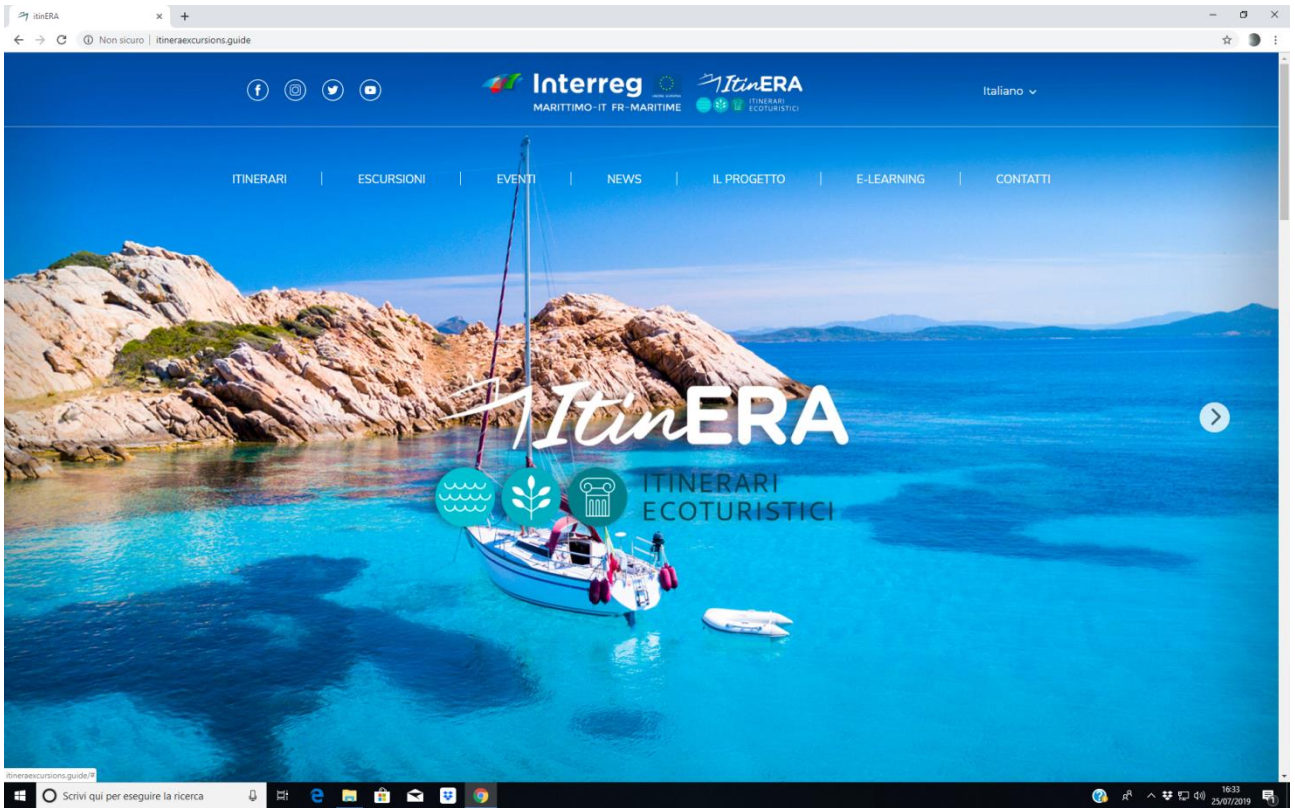 itinERA
Non sicuro | itineraexcursions.guide
Interreg
MARITTIMO-IT FR-MARITIME
ItinERA
ITINERARI
ECOTURISTICI
Italiano
ITINERARI | ESCURSIONI | EVENTI | NEWS | IL PROGETTO | E-LEARNING | CONTATTI
ItinERA
ITINERARI
ECOTURISTICI
itineraexcursions.guide/#
Scrivi qui per eseguire la ricerca
16:33
25/07/2019